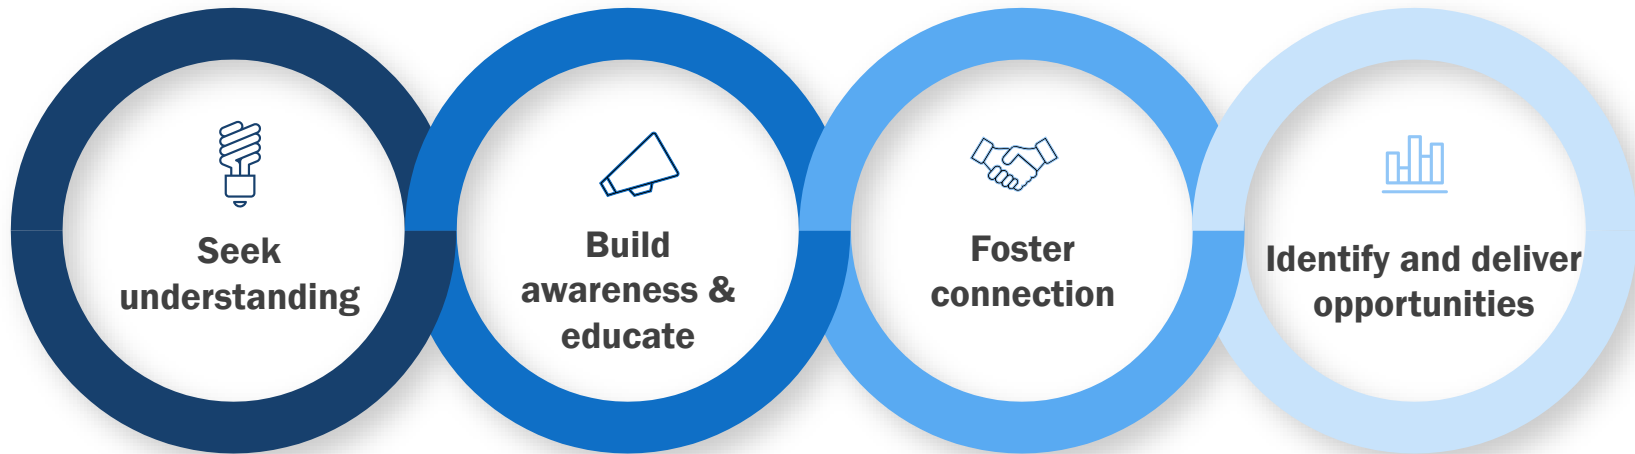 Seek
understanding
Build
awareness &
educate
Foster
connection
Identify and deliver
opportunities